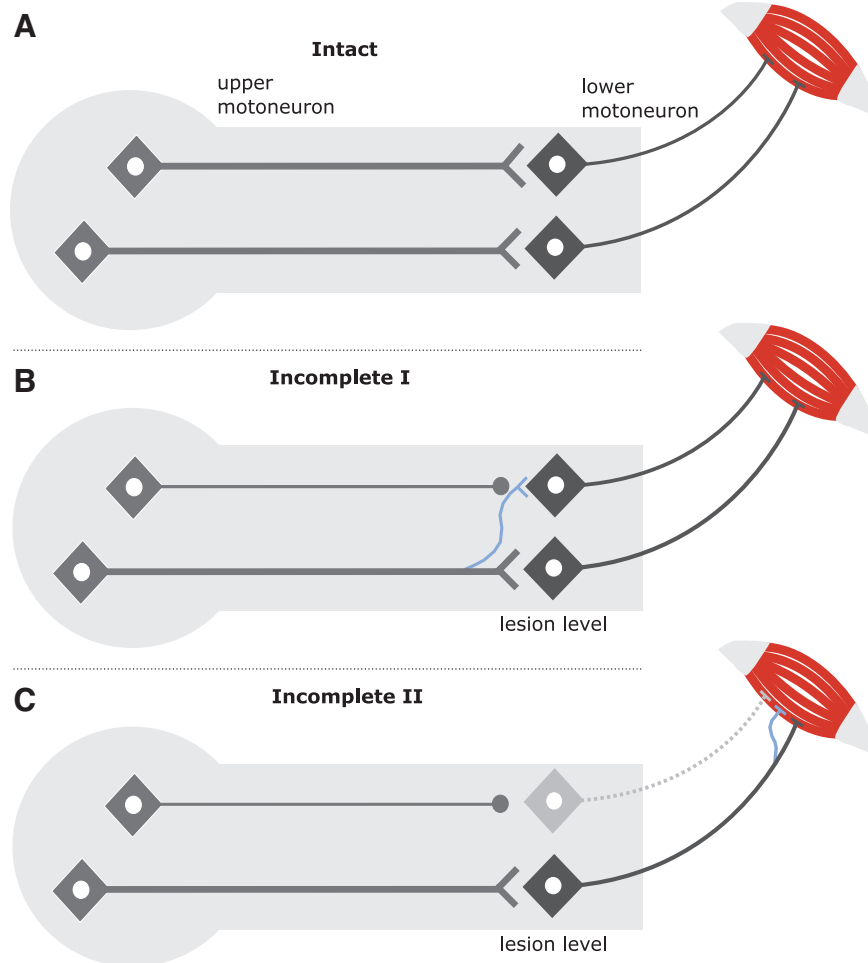 A
Intact
upper
motoneuron
lower
motoneuron
B
Incomplete I
lesion level
C
Incomplete II
lesion level